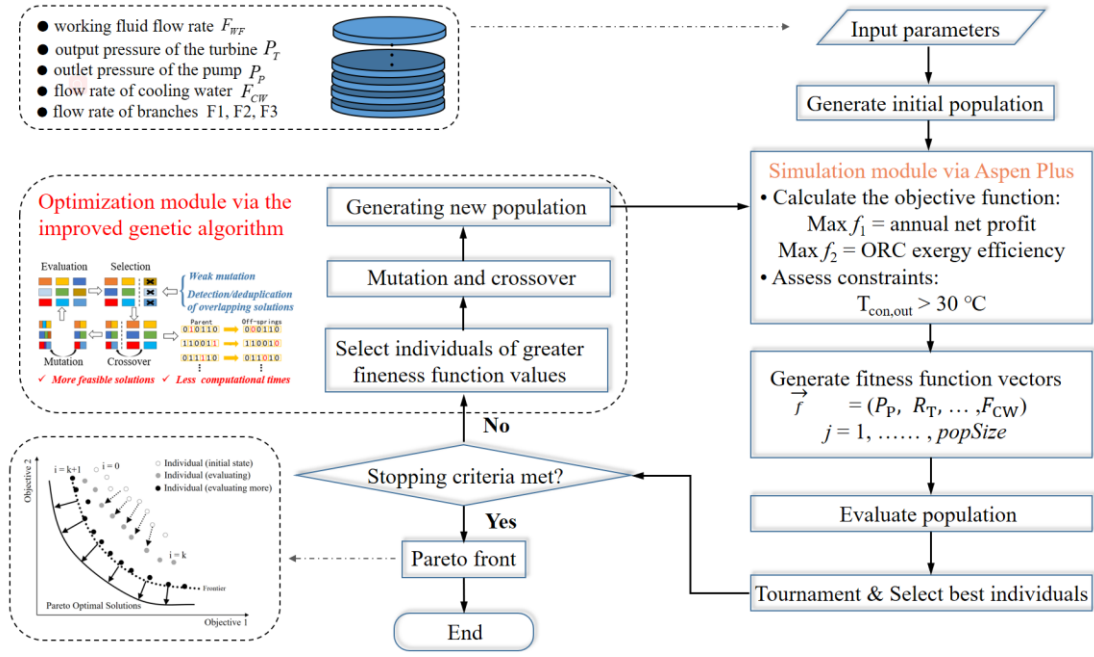 ● working fluid flow rate F_WF
● output pressure of the turbine P_T
● outlet pressure of the pump P_P
● flow rate of cooling water F_CW
● flow rate of branches F1, F2, F3
Input parameters
Generate initial population
Simulation module via Aspen Plus
• Calculate the objective function:
Max f₁ = annual net profit
Max f₂ = ORC exergy efficiency
• Assess constraints:
T_con,out > 30 ℃
Generate fitness function vectors
f → = (P_P, R_T, … ,F_CW)
j = 1, …… , popSize
Evaluate population
Tournament & Select best individuals
Optimization module via the
improved genetic algorithm
Evaluation
Selection
Weak mutation
Detection/deduplication
of overlapping solutions
Parent
Off-springs
010110
000110
110011
110010
011110
011010
Mutation
Crossover
✓ More feasible solutions
✓ Less computational times
Generating new population
Mutation and crossover
Select individuals of greater
fineness function values
No
Stopping criteria met?
Yes
Pareto front
End
Objective 2
i = k+1
i = 0
Individual (initial state)
Individual (evaluating)
Individual (evaluating more)
i = k
Frontier
Pareto Optimal Solutions
Objective 1